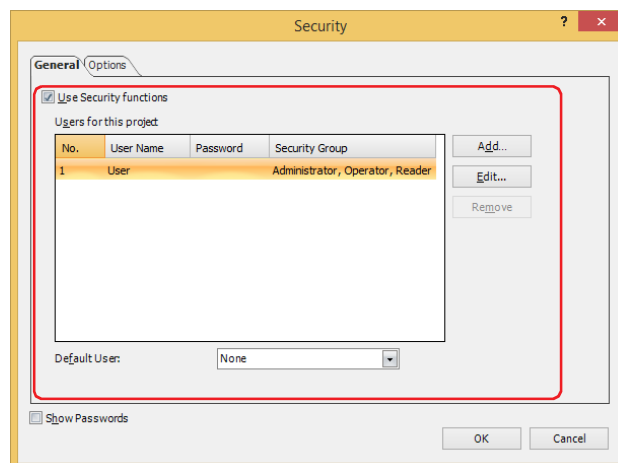 Security
? ×
General Options
Use Security functions
Users for this project
No. User Name Password Security Group
1 User Administrator, Operator, Reader
Add...
Edit...
Remove
Default User: None
Show Passwords
OK Cancel